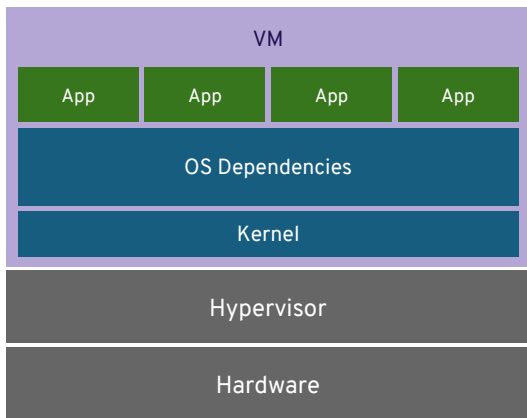 VM
App App App App
OS Dependencies
Kernel
Hypervisor
Hardware